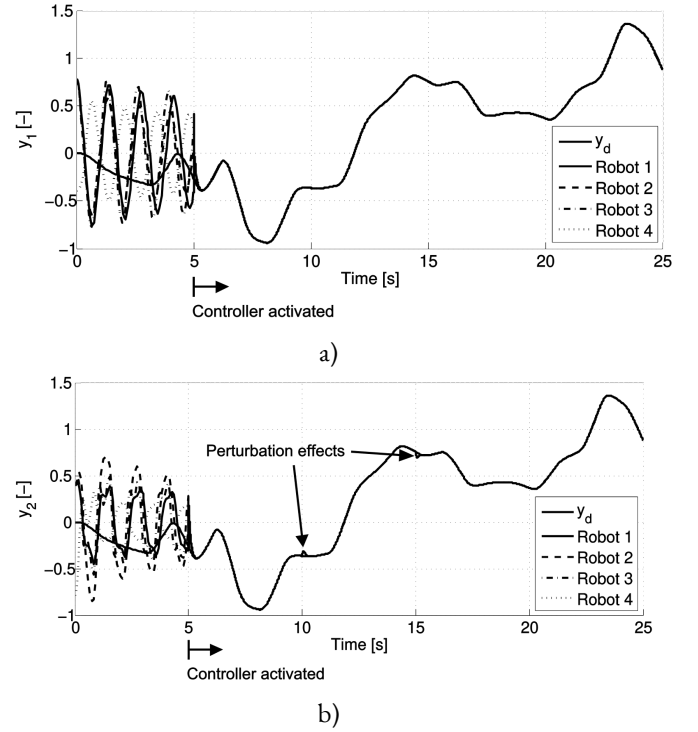 1.5
1
0.5
0
−0.5
−1
y1 [−]
yd
Robot 1
Robot 2
Robot 3
Robot 4
0 5 10 15 20 25
Time [s]
Controller activated
a)
1.5
1
0.5
0
−0.5
−1
y2 [−]
Perturbation effects
yd
Robot 1
Robot 2
Robot 3
Robot 4
0 5 10 15 20 25
Time [s]
Controller activated
b)